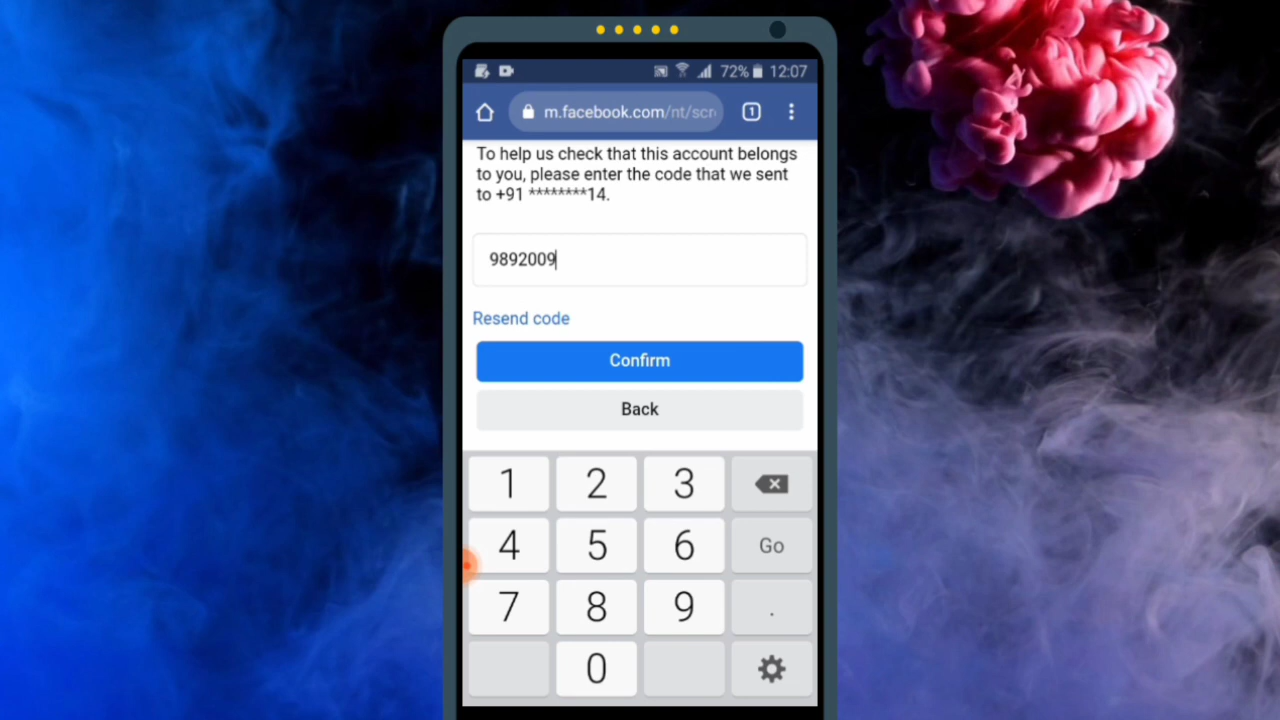 72% 12:07
m.facebook.com/nt/scr
1
To help us check that this account belongs
to you, please enter the code that we sent
to +91 ********14.
9892009
Resend code
Confirm
Back
1 2 3
4 5 6 Go
7 8 9 .
0